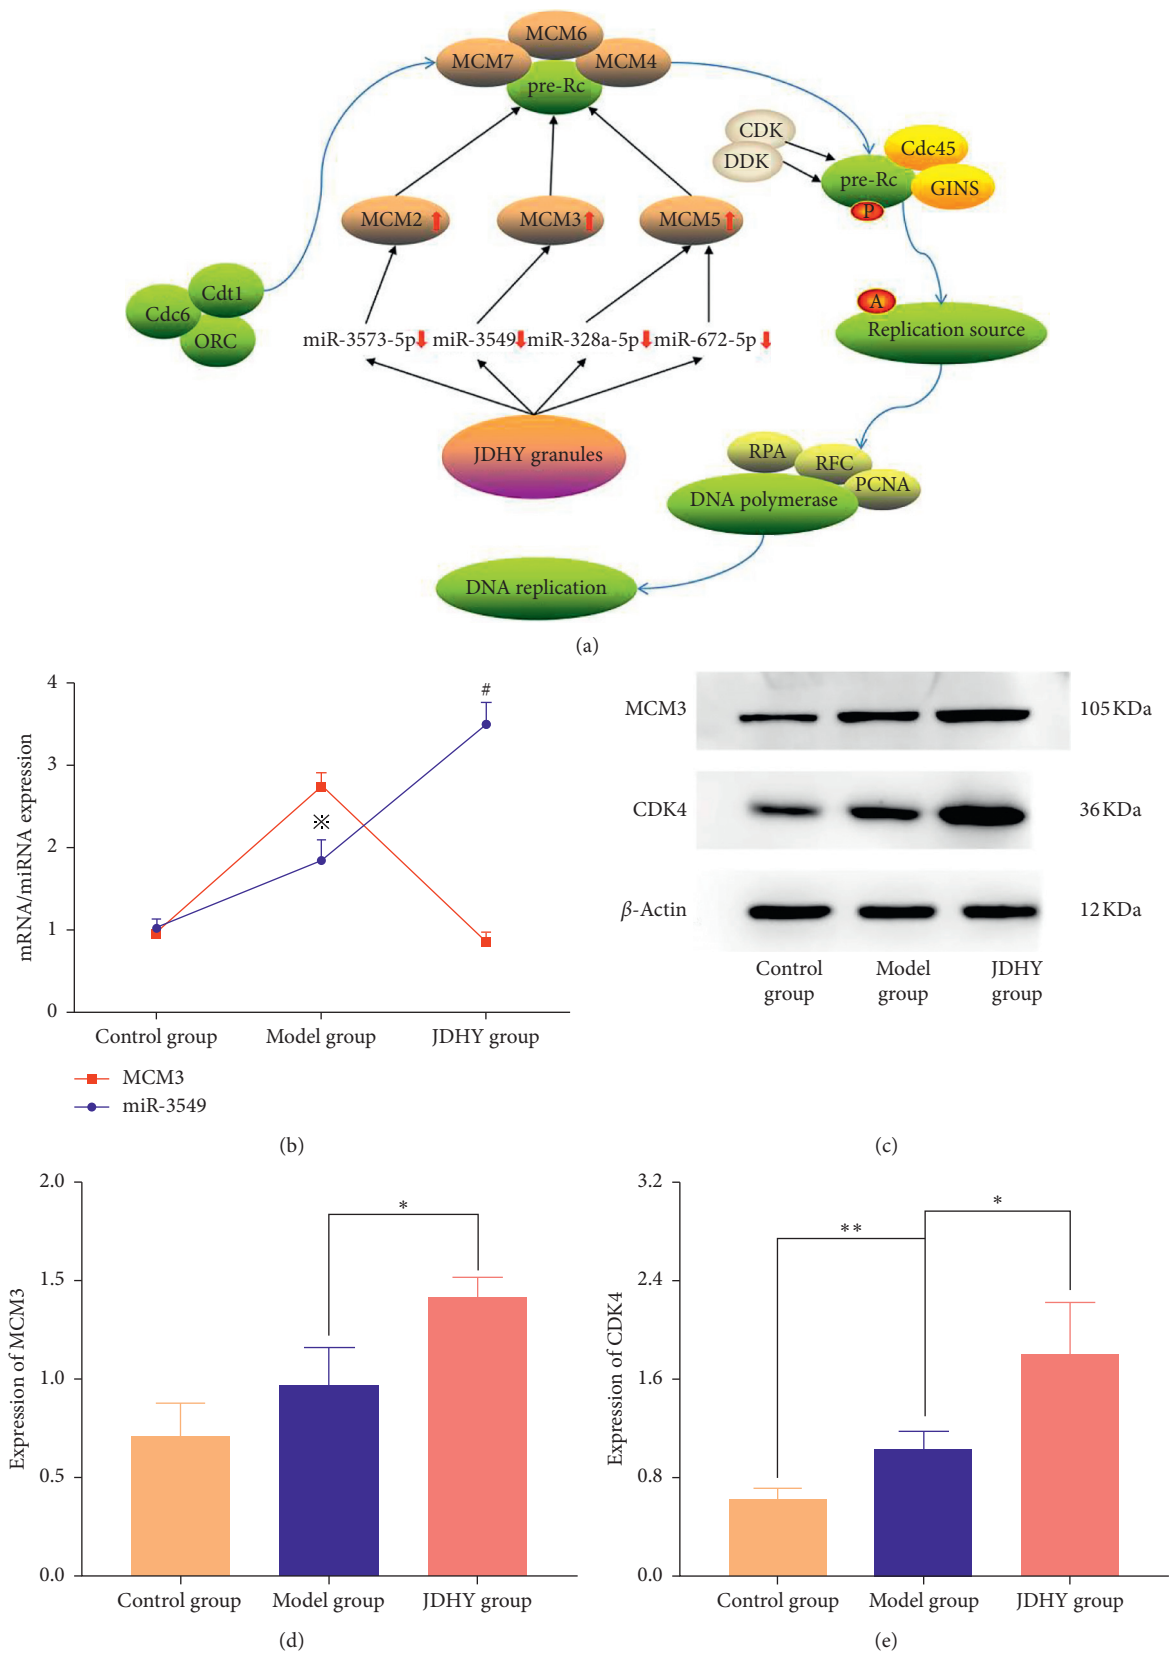 MCM6
MCM7
MCM4
pre-Rc
CDK
DDK
Cdc45
pre-Rc
GINS
P
MCM2
MCM3
MCM5
Cdt1
Cdc6
ORC
A
Replication source
miR-3573-5p
miR-3549
miR-328a-5p
miR-672-5p
JDHY granules
RPA
RFC
PCNA
DNA polymerase
DNA replication
(a)
mRNA/miRNA expression
4
3
2
1
0
#
※
Control group
Model group
JDHY group
MCM3
miR-3549
(b)
MCM3
105 KDa
CDK4
36 KDa
β-Actin
12 KDa
Control
group
Model
group
JDHY
group
(c)
Expression of MCM3
2.0
1.5
1.0
0.5
0.0
*
Control group
Model group
JDHY group
(d)
Expression of CDK4
3.2
2.4
1.6
0.8
0.0
**
*
Control group
Model group
JDHY group
(e)